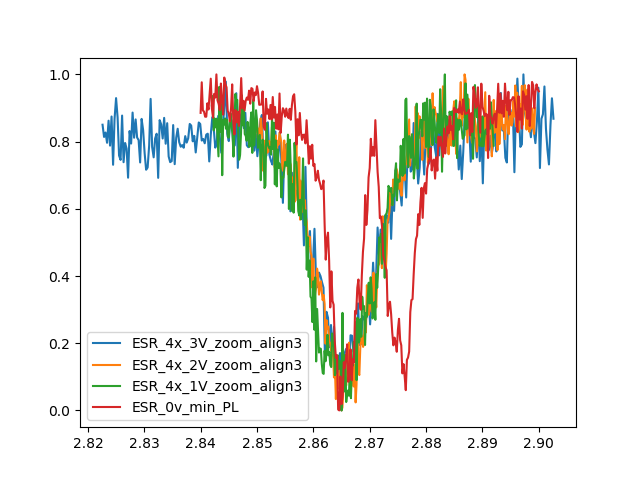 1.0
0.8
0.6
0.4
0.2
0.0
ESR_4x_3V_zoom_align3
ESR_4x_2V_zoom_align3
ESR_4x_1V_zoom_align3
ESR_0v_min_PL
2.82 2.83 2.84 2.85 2.86 2.87 2.88 2.89 2.90